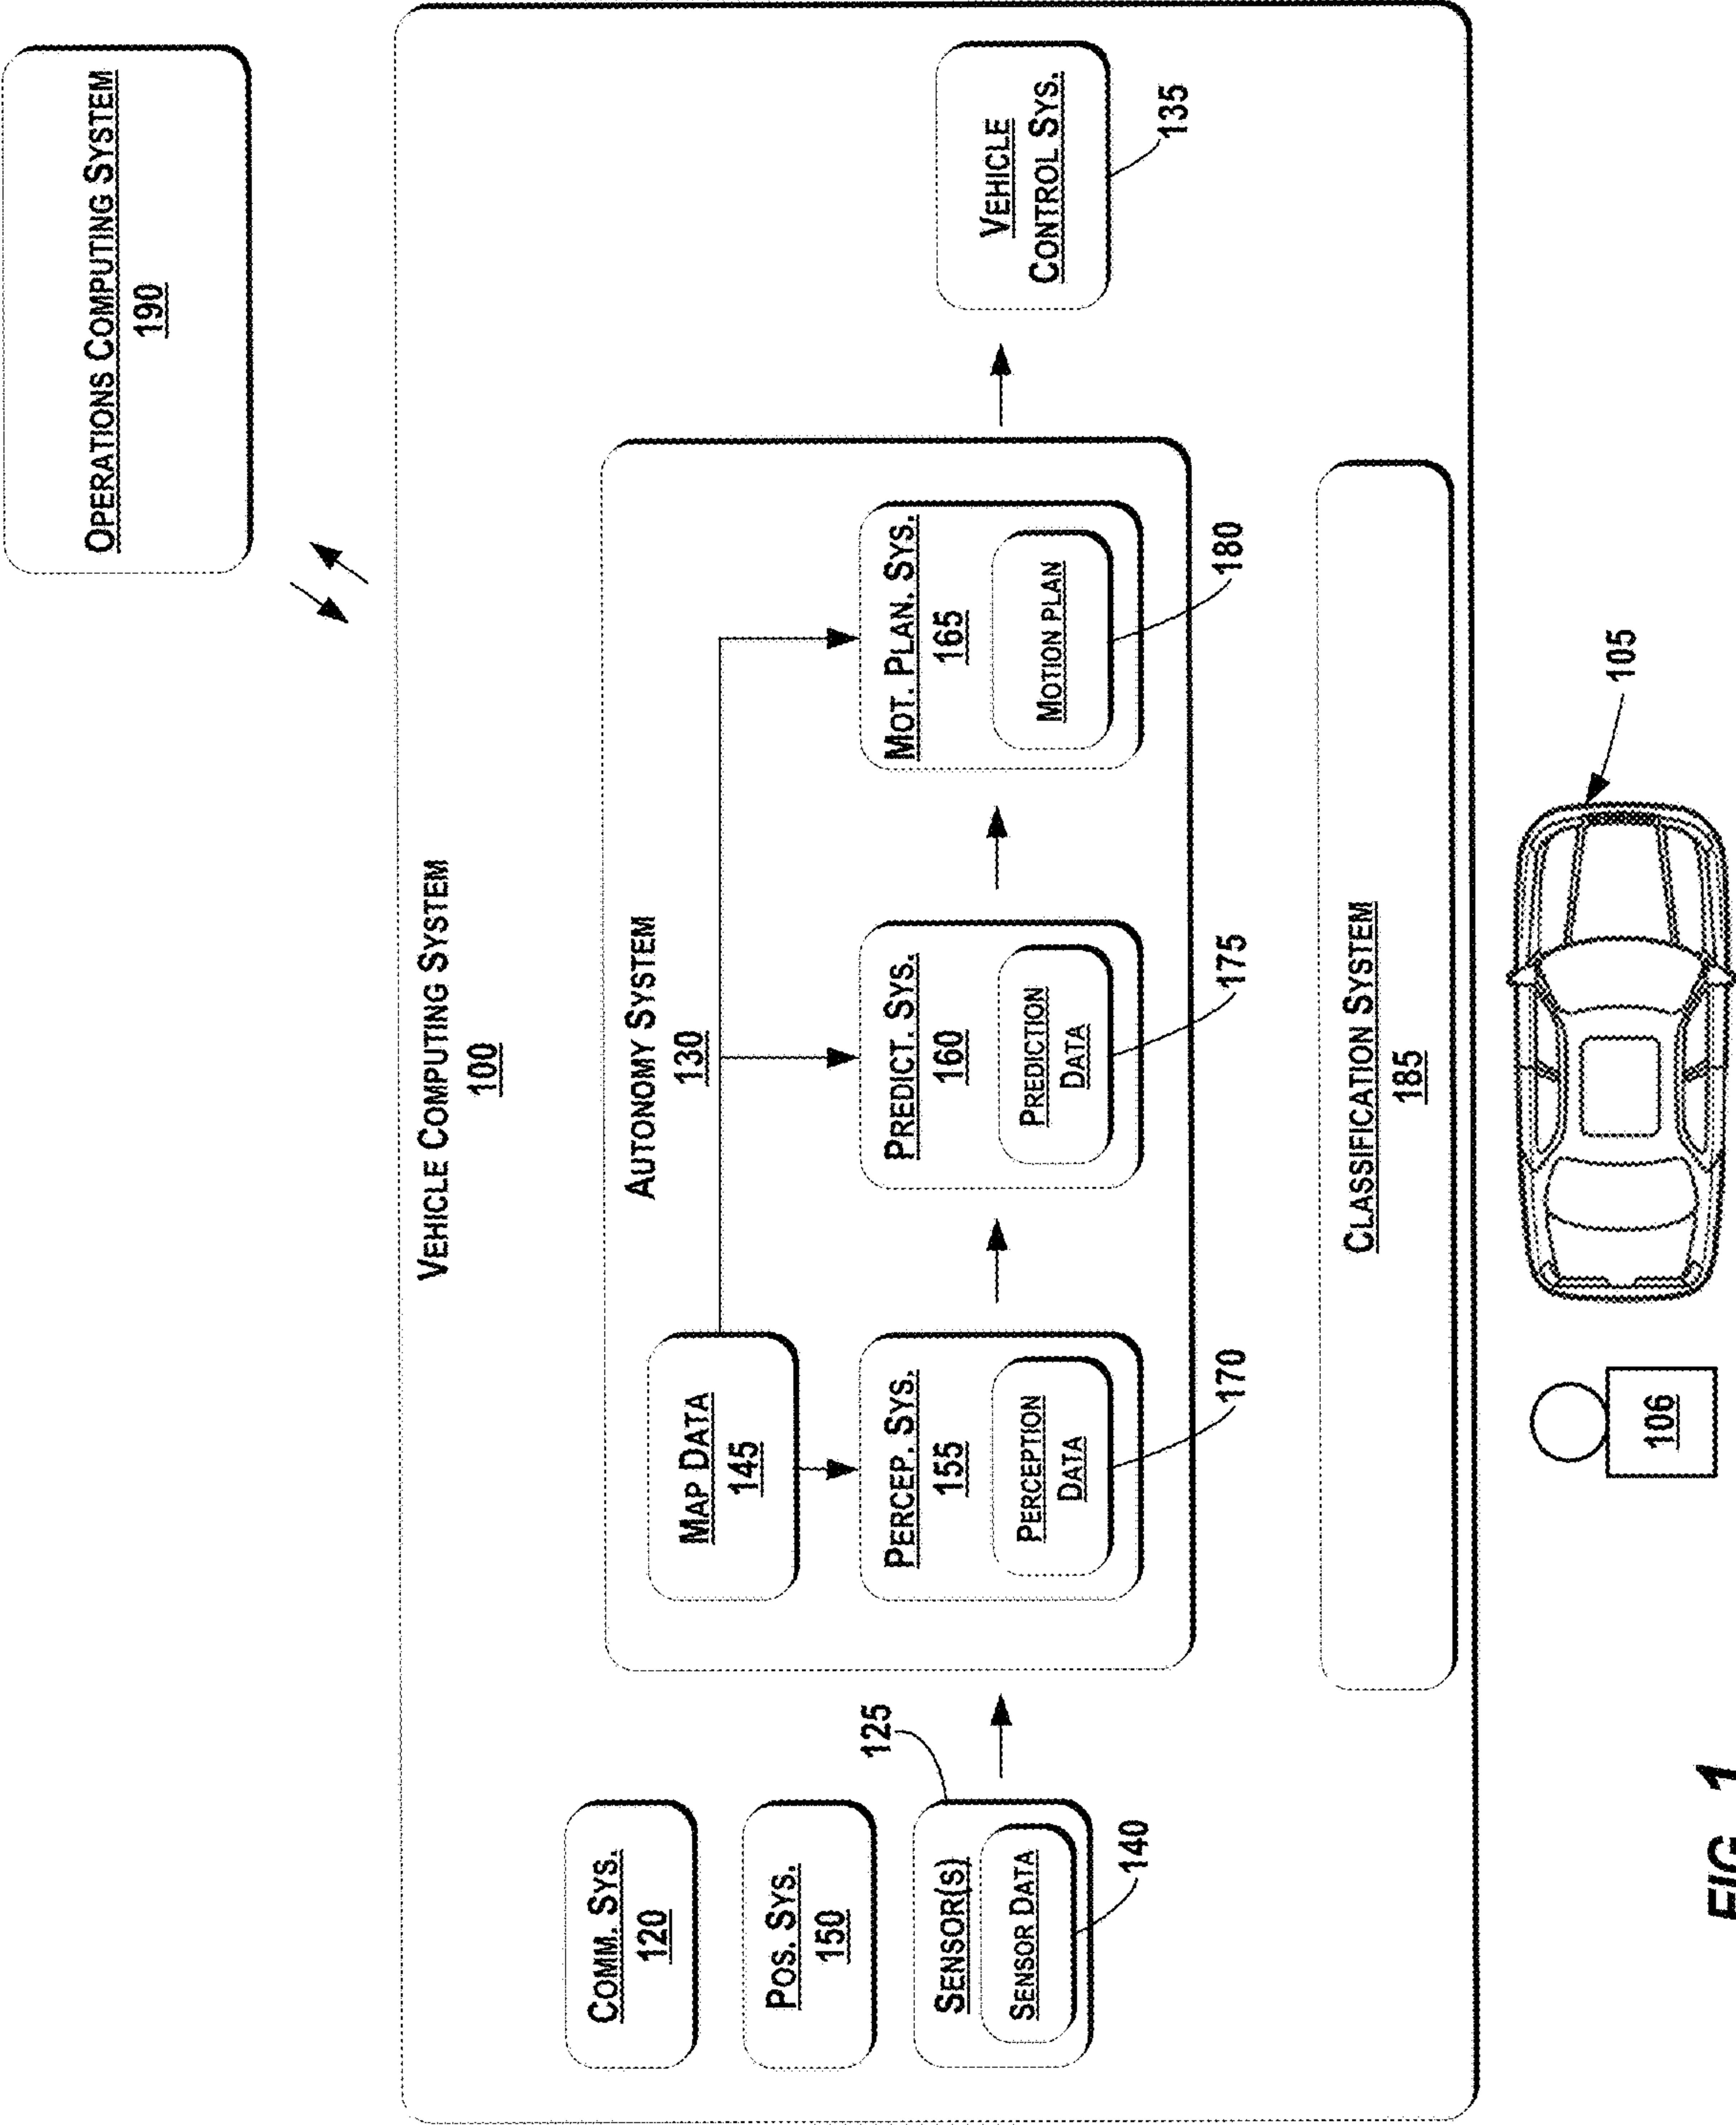 OPERATIONS COMPUTING SYSTEM
190
VEHICLE COMPUTING SYSTEM
100
COMM. SYS.
120
POS. SYS.
150
125
SENSOR(S)
SENSOR DATA
140
AUTONOMY SYSTEM
130
MAP DATA
145
PERCEP. SYS.
155
PERCEPTION
DATA
170
PREDICT. SYS.
160
PREDICTION
DATA
175
MOT. PLAN. SYS.
165
MOTION PLAN
180
VEHICLE
CONTROL SYS.
135
CLASSIFICATION SYSTEM
185
106
105
FIG. 1